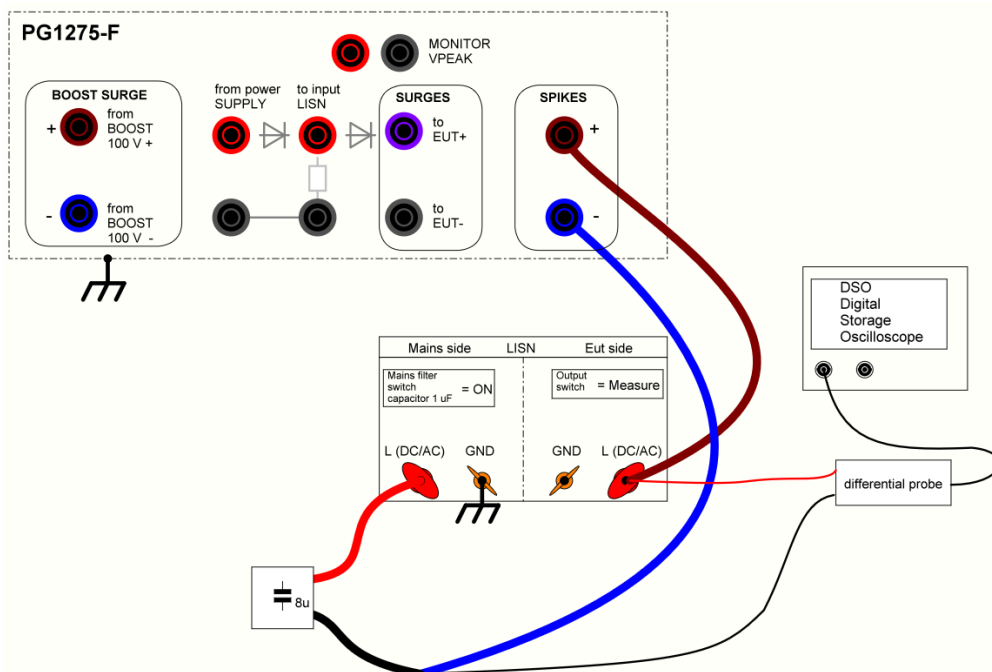 PG1275-F
MONITOR
VPEAK
BOOST SURGE
+
from
BOOST
100 V +
-
from
BOOST
100 V -
from power
SUPPLY
to input
LISN
SURGES
to
EUT+
to
EUT-
SPIKES
+
-
DSO
Digital
Storage
Oscilloscope
Mains side
LISN
Eut side
Mains filter
switch
capacitor 1 uF
= ON
Output
switch
= Measure
L (DC/AC)
GND
GND
L (DC/AC)
differential probe
8u